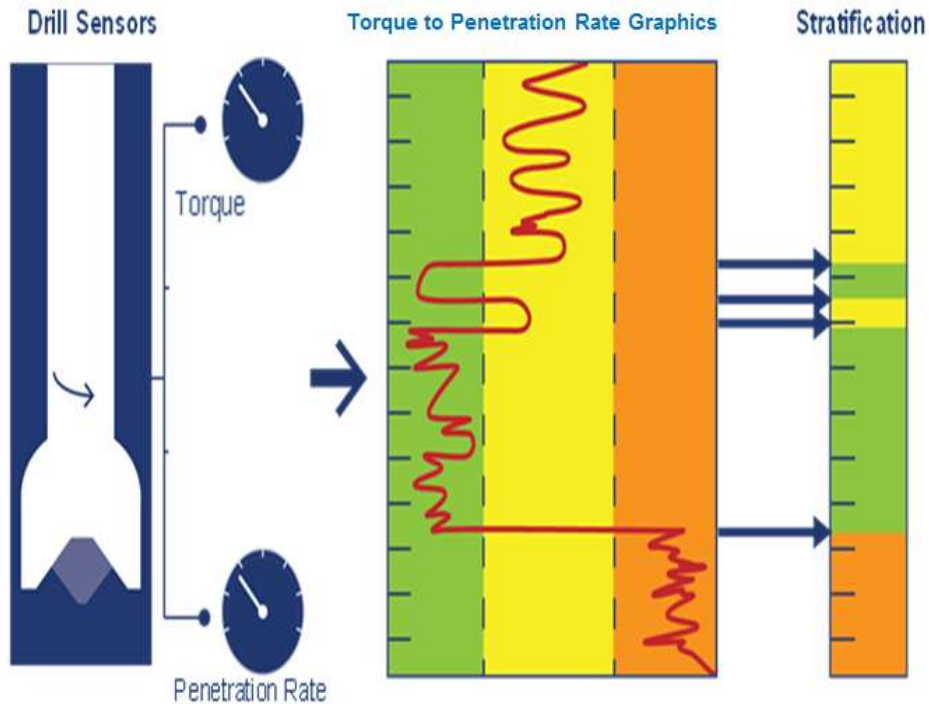 Drill Sensors
Torque to Penetration Rate Graphics
Stratification
Torque
Penetration Rate